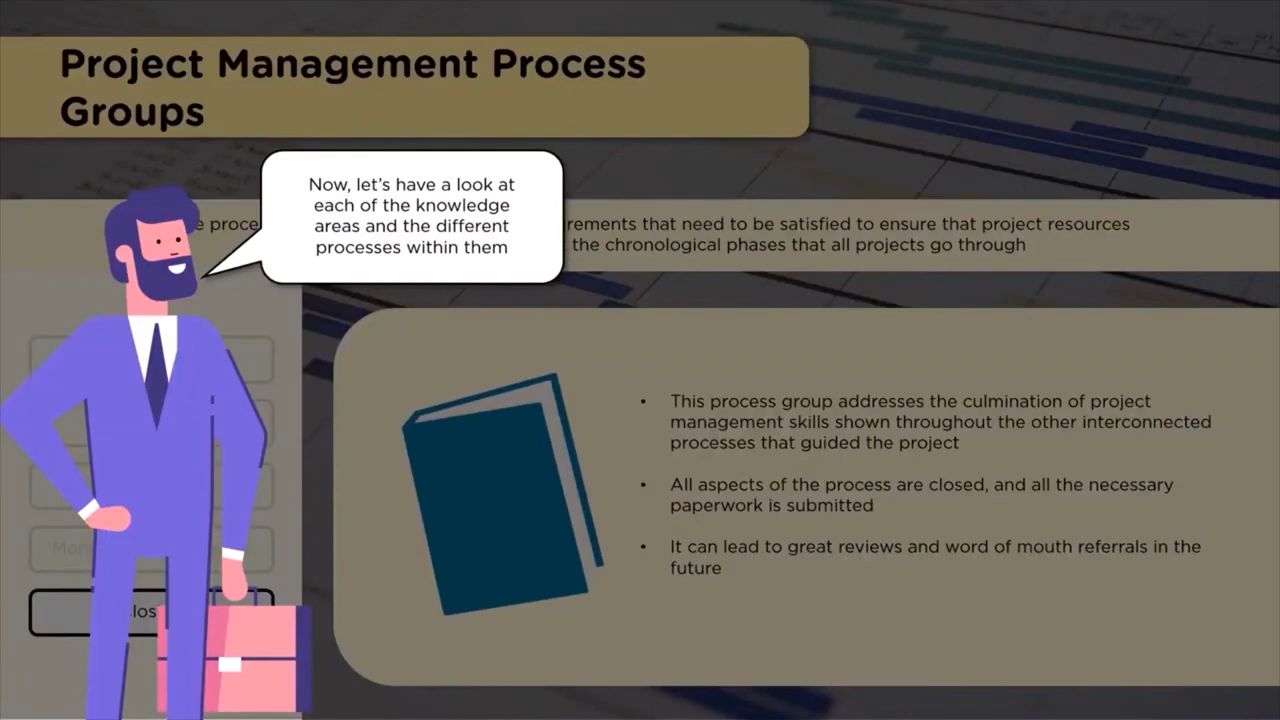 Project Management Process
Groups
Now, let's have a look at
each of the knowledge
areas and the different
processes within them
e proce
rements that need to be satisfied to ensure that project resources
the chronological phases that all projects go through
• This process group addresses the culmination of project
management skills shown throughout the other interconnected
processes that guided the project
• All aspects of the process are closed, and all the necessary
paperwork is submitted
• It can lead to great reviews and word of mouth referrals in the
future
Mon
los